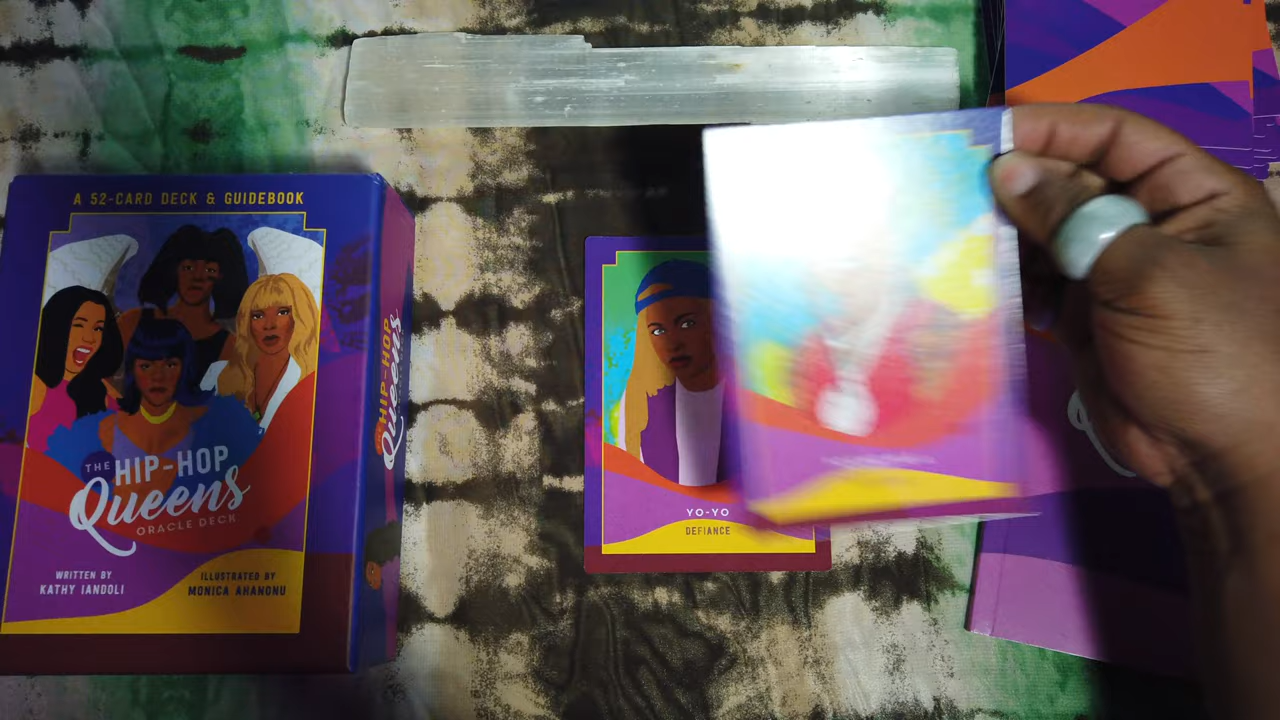 A 52-CARD DECK & GUIDEBOOK
THE HIP-HOP
Queens
ORACLE DECK
WRITTEN BY
KATHY IANDOLI
ILLUSTRATED BY
MONICA AHANONU
HIP-HOP
Queens
YO-YO
DEFIANCE